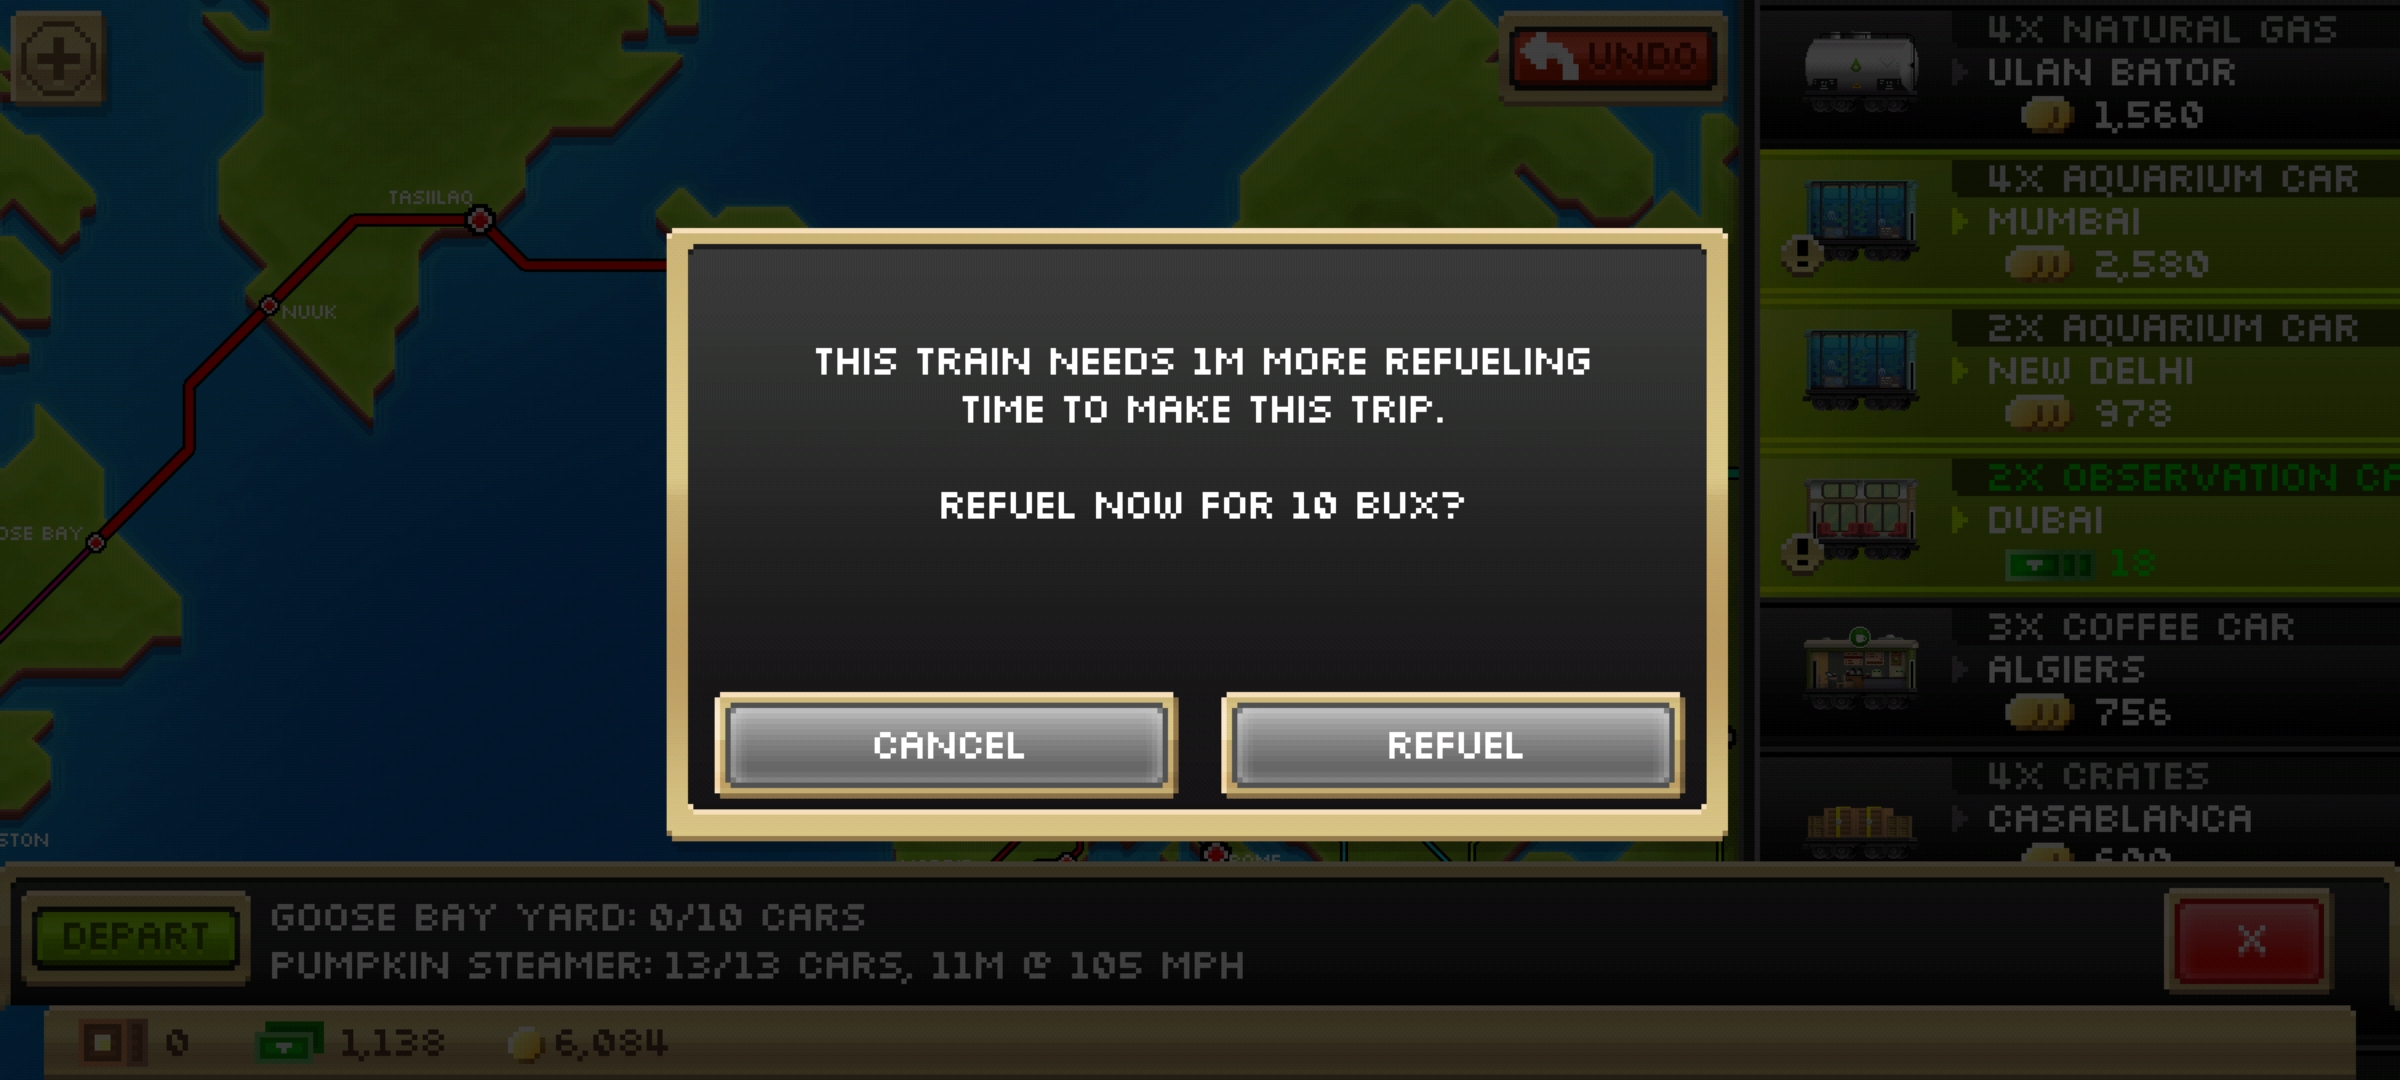 UNDO
TASIILAQ
NUUK
OSE BAY
STON
ROME
THIS TRAIN NEEDS 1M MORE REFUELING
TIME TO MAKE THIS TRIP.
REFUEL NOW FOR 10 BUX?
CANCEL
REFUEL
4X NATURAL GAS
ULAN BATOR
1,560
4X AQUARIUM CAR
MUMBAI
2,580
2X AQUARIUM CAR
NEW DELHI
978
2X OBSERVATION CA
DUBAI
18
3X COFFEE CAR
ALGIERS
756
4X CRATES
CASABLANCA
600
DEPART
GOOSE BAY YARD: 0/10 CARS
PUMPKIN STEAMER: 13/13 CARS, 11M @ 105 MPH
X
0
1,138
6,084